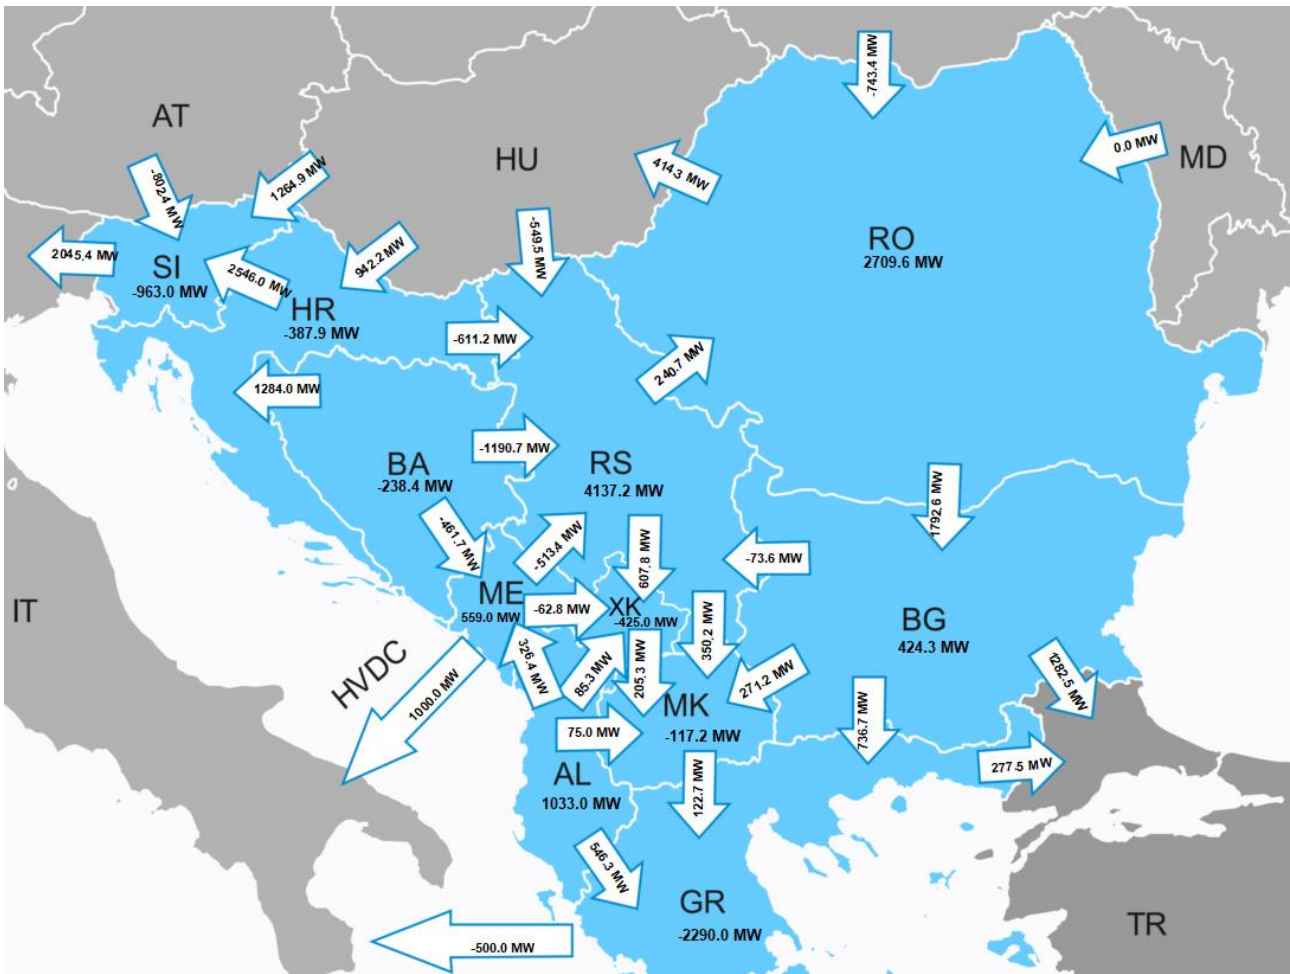 -743.4 MW
AT
-802.4 MW
1264.9 MW
HU
414.3 MW
0.0 MW
MD
2045.4 MW
SI
-963.0 MW
2546.0 MW
942.2 MW
-549.5 MW
RO
2709.6 MW
HR
-387.9 MW
-611.2 MW
240.7 MW
1284.0 MW
BA
-238.4 MW
-1190.7 MW
RS
4137.2 MW
1792.6 MW
-461.7 MW
-513.4 MW
607.8 MW
-73.6 MW
IT
ME
559.0 MW
-62.8 MW
XK
-425.0 MW
350.2 MW
BG
424.3 MW
HVDC
1000.0 MW
326.4 MW
85.3 MW
205.3 MW
271.2 MW
1282.5 MW
MK
-117.2 MW
75.0 MW
736.7 MW
277.5 MW
AL
1033.0 MW
122.7 MW
546.3 MW
GR
-2290.0 MW
-500.0 MW
TR